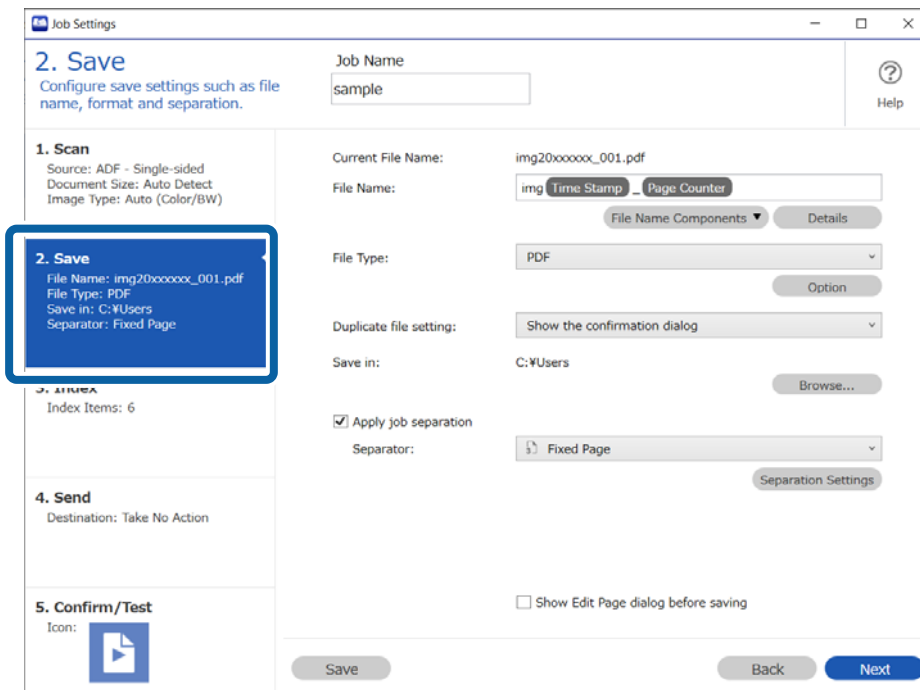 Job Settings
2. Save
Configure save settings such as file
name, format and separation.
Job Name
sample
Help
1. Scan
Source: ADF - Single-sided
Document Size: Auto Detect
Image Type: Auto (Color/BW)
2. Save
File Name: img20xxxxxx_001.pdf
File Type: PDF
Save in: C:¥Users
Separator: Fixed Page
3. Index
Index Items: 6
4. Send
Destination: Take No Action
5. Confirm/Test
Icon:
Current File Name: img20xxxxxx_001.pdf
File Name: img Time Stamp _ Page Counter
File Name Components ▼ Details
File Type: PDF
Option
Duplicate file setting: Show the confirmation dialog
Save in: C:¥Users
Browse...
Apply job separation
Separator: Fixed Page
Separation Settings
Show Edit Page dialog before saving
Save Back Next